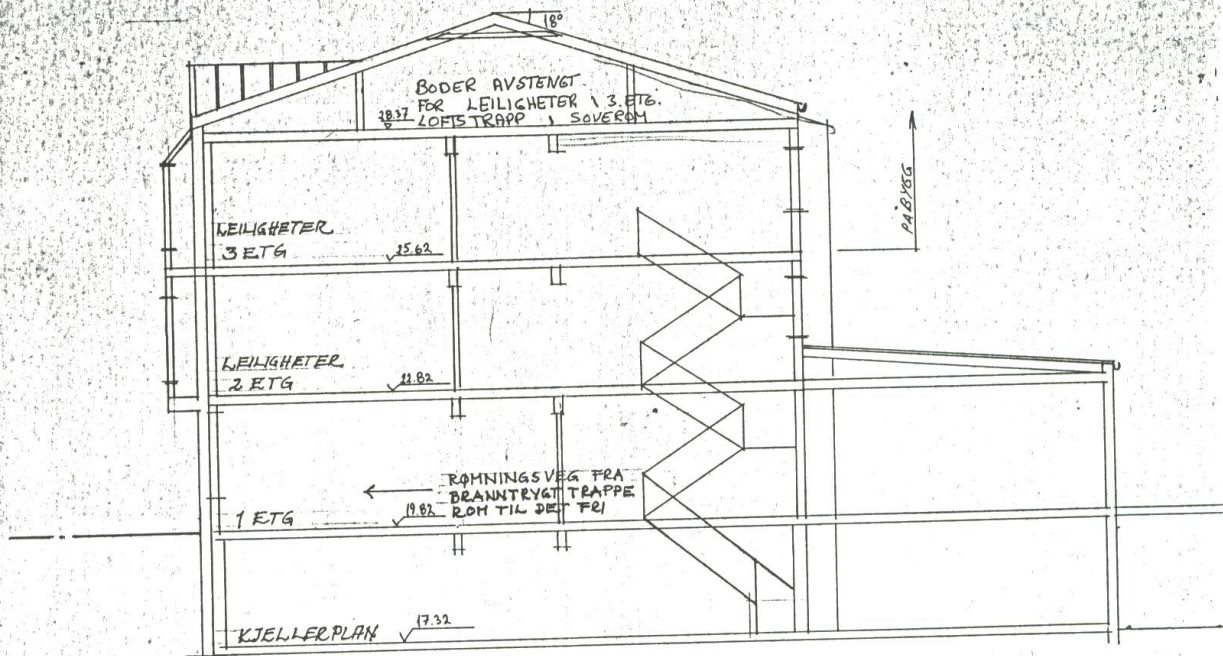 18°
BODER AVSTENGT
FOR LEILIGHETER I 3. ETG.
28.37 LOFTSTRAPP I SOVEROM
PÅBYGG
LEILIGHETER
3 ETG 25.62
LEILIGHETER
2 ETG 22.82
RØMNINGSVEG FRA
BRANNTRYGT TRAPPE
ROM TIL DET FRI
1 ETG 19.82
KJELLERPLAN 17.32